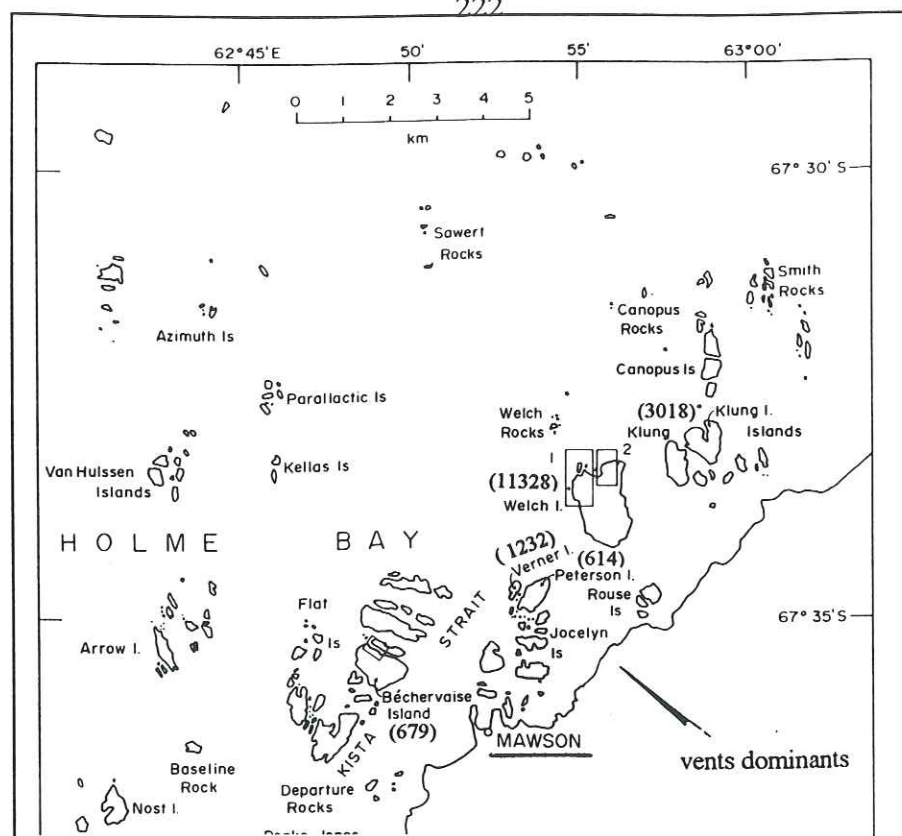 222
62°45'E 50' 55' 63°00'
0 1 2 3 4 5
km
67° 30' S
Sawert
Rocks
Smith
Rocks
Canopus
Rocks
Azimuth Is
Canopus Is
Parallactic Is
Welch
Rocks
(3018)
Klung I.
Klung
Islands
1
2
Van Hulssen
Islands
Kellas Is
(11328)
Welch I.
HOLME BAY
(1232)
Verner I.
(614)
Peterson I.
Rouse
Is
Flat
Is
STRAIT
67° 35' S
Arrow I.
Jocelyn
Is
Béchervaise
Island
(679)
KISTA
MAWSON
vents dominants
Baseline
Rock
Departure
Rocks
Nost I.